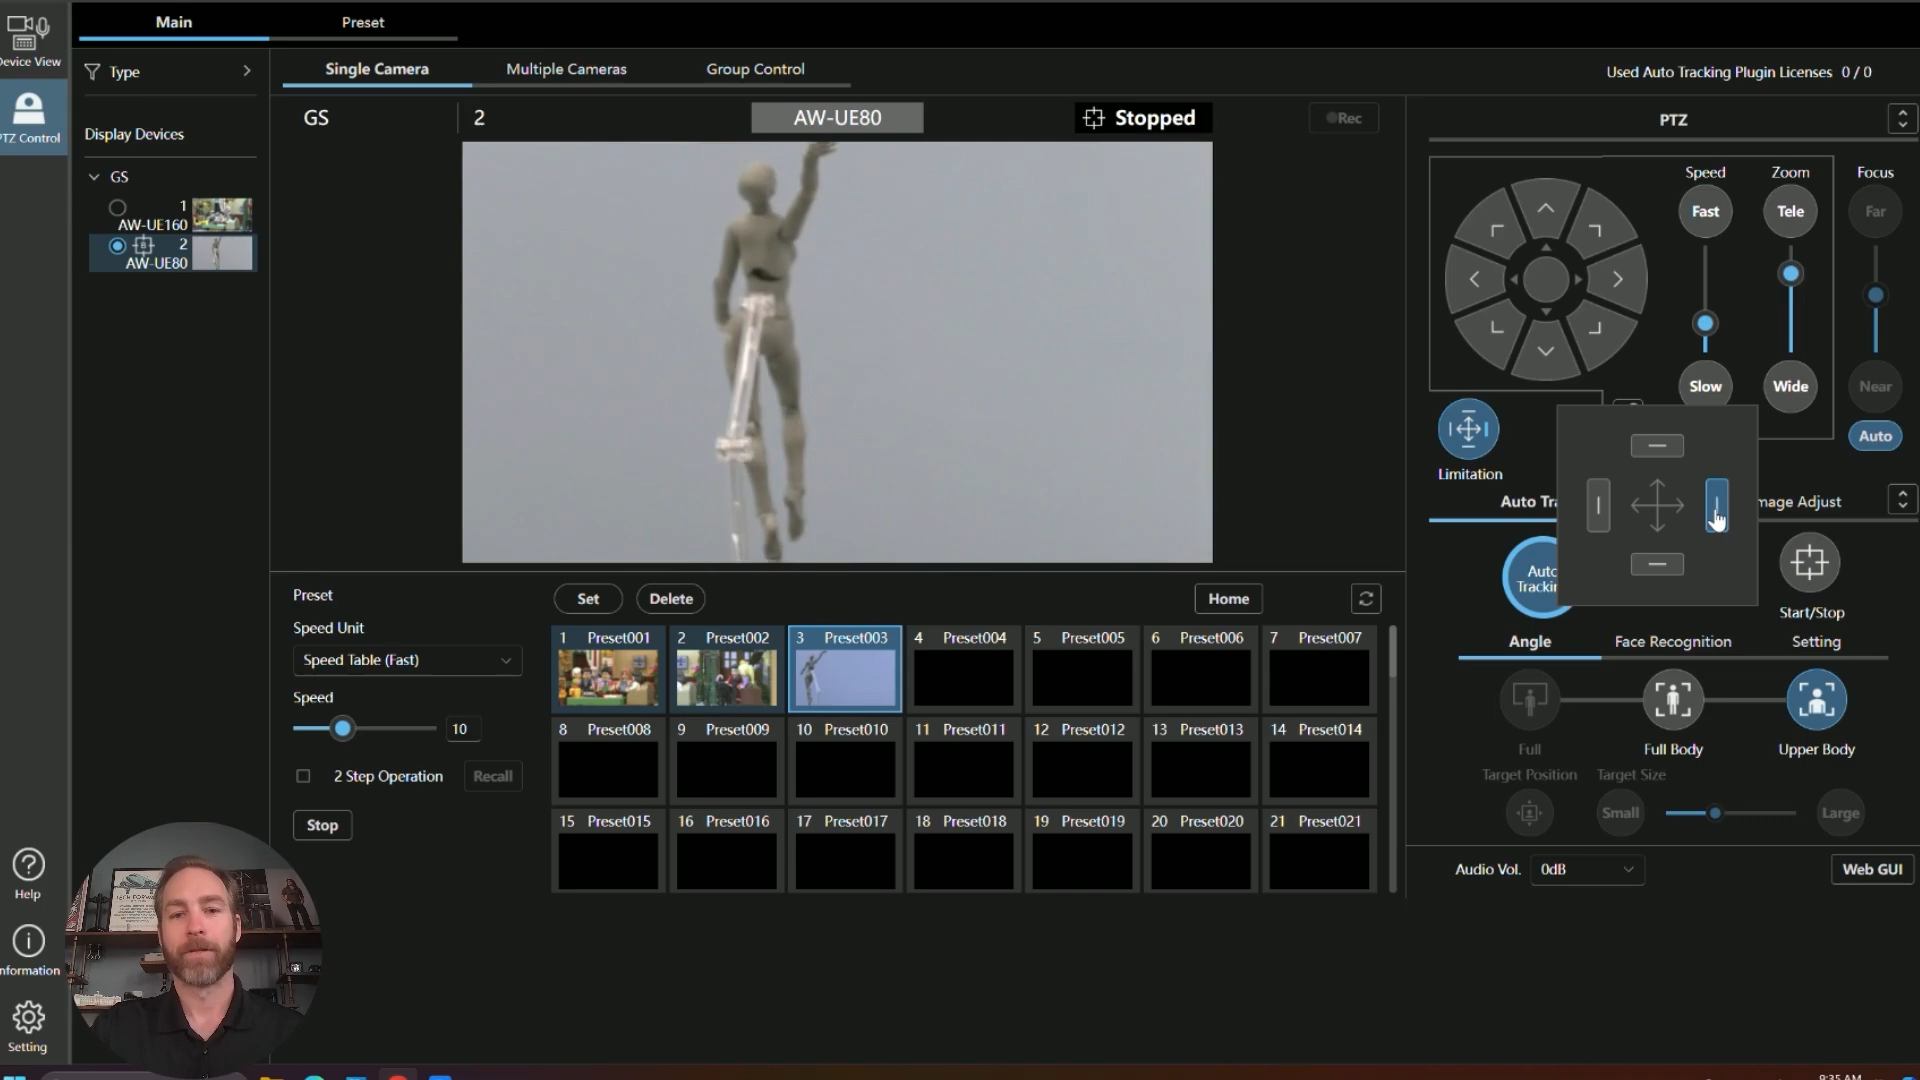 Main
Preset
Device View
PTZ Control
Type
Display Devices
GS
1
AW-UE160
2
AW-UE80
Single Camera
Multiple Cameras
Group Control
Used Auto Tracking Plugin Licenses 0 / 0
GS
2
AW-UE80
Stopped
Rec
PTZ
Speed
Zoom
Focus
Fast
Tele
Far
Slow
Wide
Near
Auto
Limitation
Auto Tr
mage Adjust
Auto
Trackin
Start/Stop
Angle
Face Recognition
Setting
Full
Full Body
Upper Body
Target Position
Target Size
Small
Large
Audio Vol.
0dB
Web GUI
Preset
Set
Delete
Home
Speed Unit
Speed Table (Fast)
Speed
10
2 Step Operation
Recall
Stop
1 Preset001
2 Preset002
3 Preset003
4 Preset004
5 Preset005
6 Preset006
7 Preset007
8 Preset008
9 Preset009
10 Preset010
11 Preset011
12 Preset012
13 Preset013
14 Preset014
15 Preset015
16 Preset016
17 Preset017
18 Preset018
19 Preset019
20 Preset020
21 Preset021
Help
nformation
Setting
9:35 AM